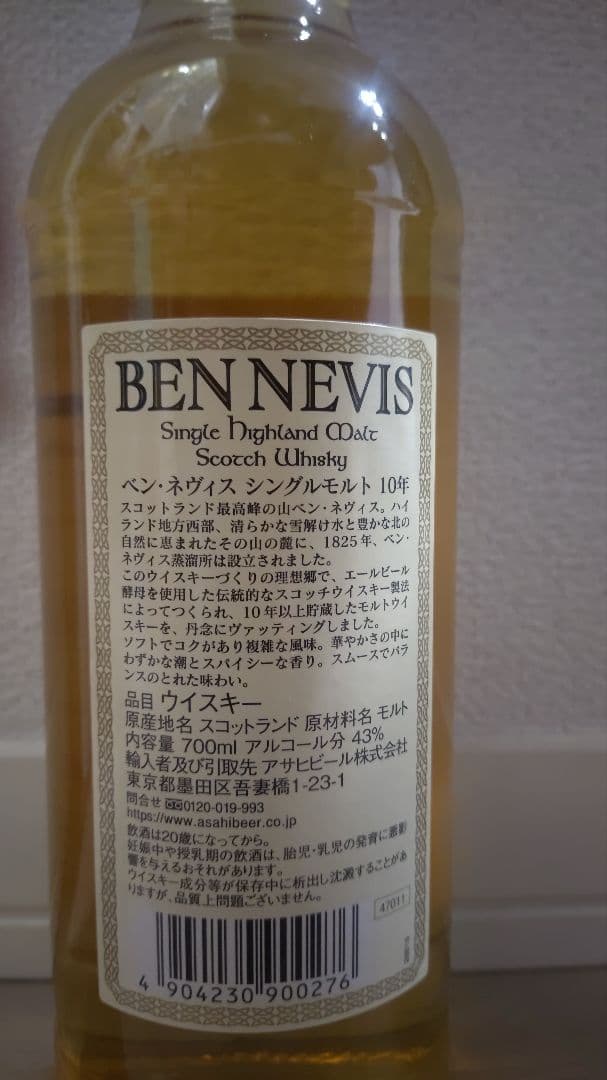 BEN NEVIS
Single Highland Malt
Scotch Whisky
ベン・ネヴィス シングルモルト 10年
スコットランド最高峰の山ベン・ネヴィス。ハイ
ランド地方西部、清らかな雪解け水と豊かな北の
自然に恵まれたその山の麓に、1825年、ベン・
ネヴィス蒸溜所は設立されました。
このウイスキーづくりの理想郷で、エールビール
酵母を使用した伝統的なスコッチウイスキー製法
によってつくられ、10年以上貯蔵したモルトウイ
スキーを、丹念にヴァッティングしました。
ソフトでコクがあり複雑な風味。華やかさの中に
わずかな潮とスパイシーな香り。スムースでバラ
ンスのとれた味わい。
品目 ウイスキー
原産地名 スコットランド 原材料名 モルト
内容量 700ml アルコール分 43%
輸入者及び引取先 アサヒビール株式会社
東京都墨田区吾妻橋1-23-1
問合せ 0120-019-993
https://www.asahibeer.co.jp
飲酒は20歳になってから。
妊娠中や授乳期の飲酒は、胎児・乳児の発育に悪影
響を与えるおそれがあります。
ウイスキー成分等が保存中に析出し沈澱することがあ
りますが、品質上問題ございません。
47011
4 904230 900276